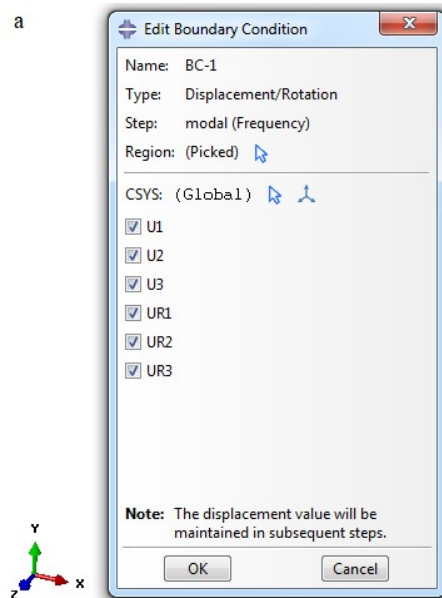 a
Edit Boundary Condition
Name: BC-1
Type: Displacement/Rotation
Step: modal (Frequency)
Region: (Picked)
CSYS: (Global)
U1
U2
U3
UR1
UR2
UR3
Note: The displacement value will be
maintained in subsequent steps.
OK Cancel
Y
X
Z